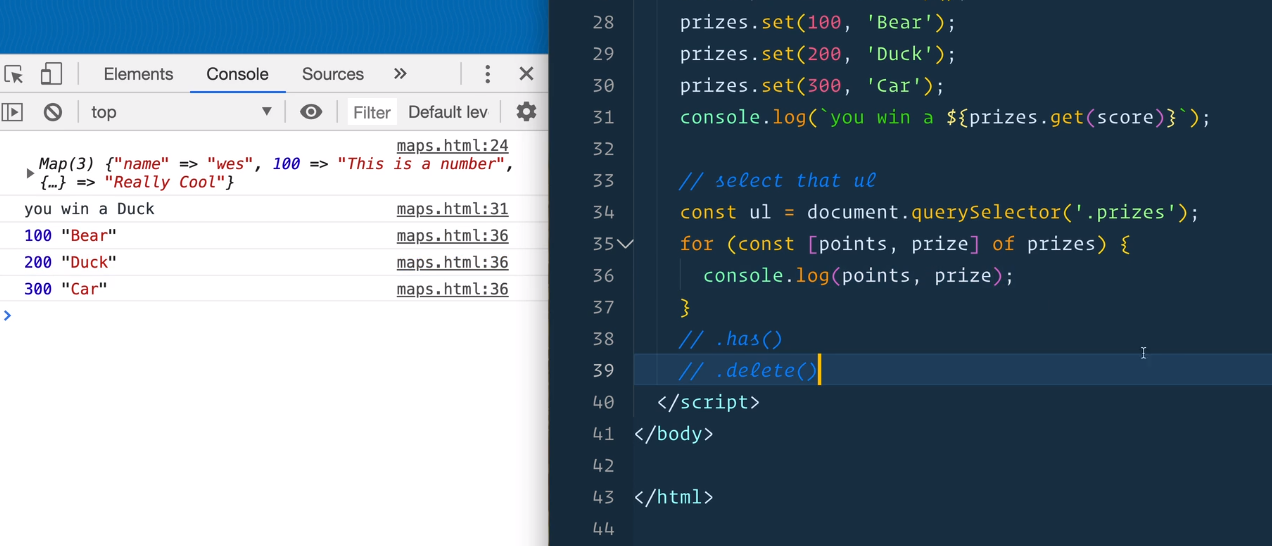 Elements Console Sources »
top ▼ Filter Default lev
maps.html:24
Map(3) {"name" => "wes", 100 => "This is a number",
{…} => "Really Cool"}
you win a Duck maps.html:31
100 "Bear" maps.html:36
200 "Duck" maps.html:36
300 "Car" maps.html:36
>
28 prizes.set(100, 'Bear');
29 prizes.set(200, 'Duck');
30 prizes.set(300, 'Car');
31 console.log(`you win a ${prizes.get(score)}`);
32
33 // select that ul
34 const ul = document.querySelector('.prizes');
35 for (const [points, prize] of prizes) {
36 console.log(points, prize);
37 }
38 // .has()
39 // .delete()
40 </script>
41 </body>
42
43 </html>
44